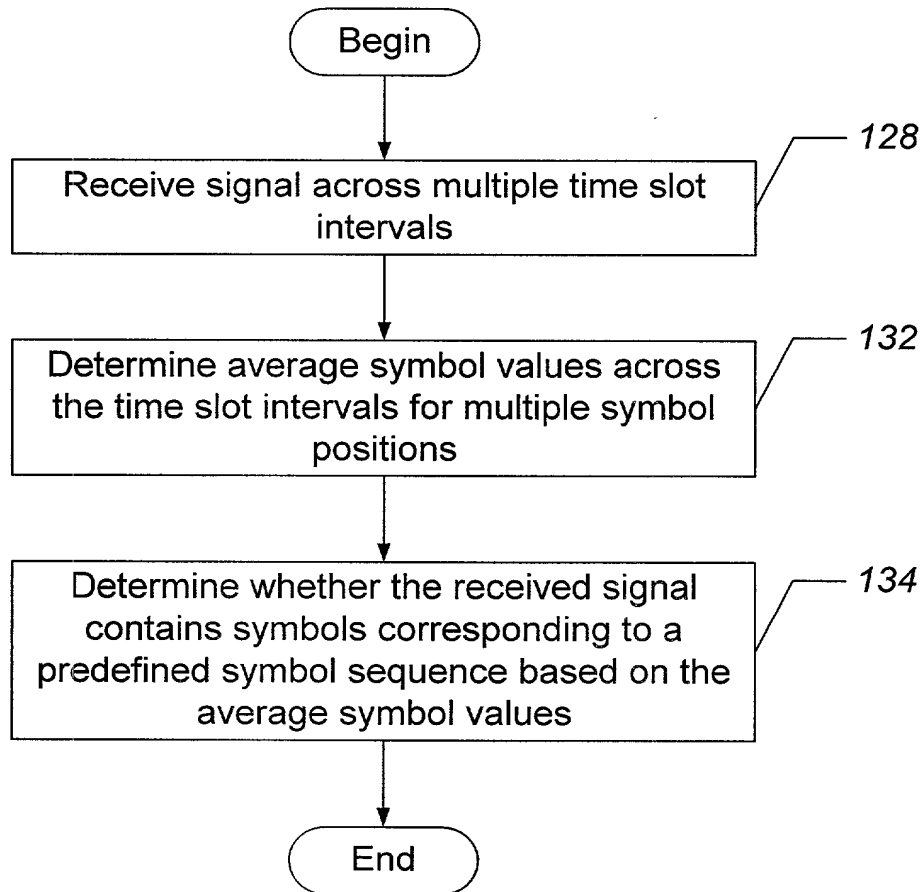 Begin
128
Receive signal across multiple time slot
intervals
132
Determine average symbol values across
the time slot intervals for multiple symbol
positions
134
Determine whether the received signal
contains symbols corresponding to a
predefined symbol sequence based on the
average symbol values
End